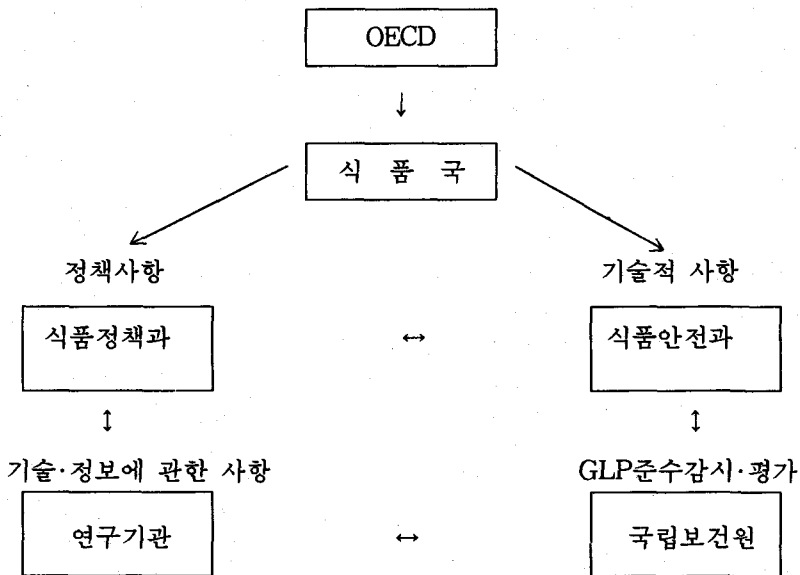 OECD
↓
식 품 국
정책사항 기술적 사항
식품정책과 ↔ 식품안전과
↕ ↕
기술·정보에 관한 사항 GLP준수감시·평가
연구기관 ↔ 국립보건원